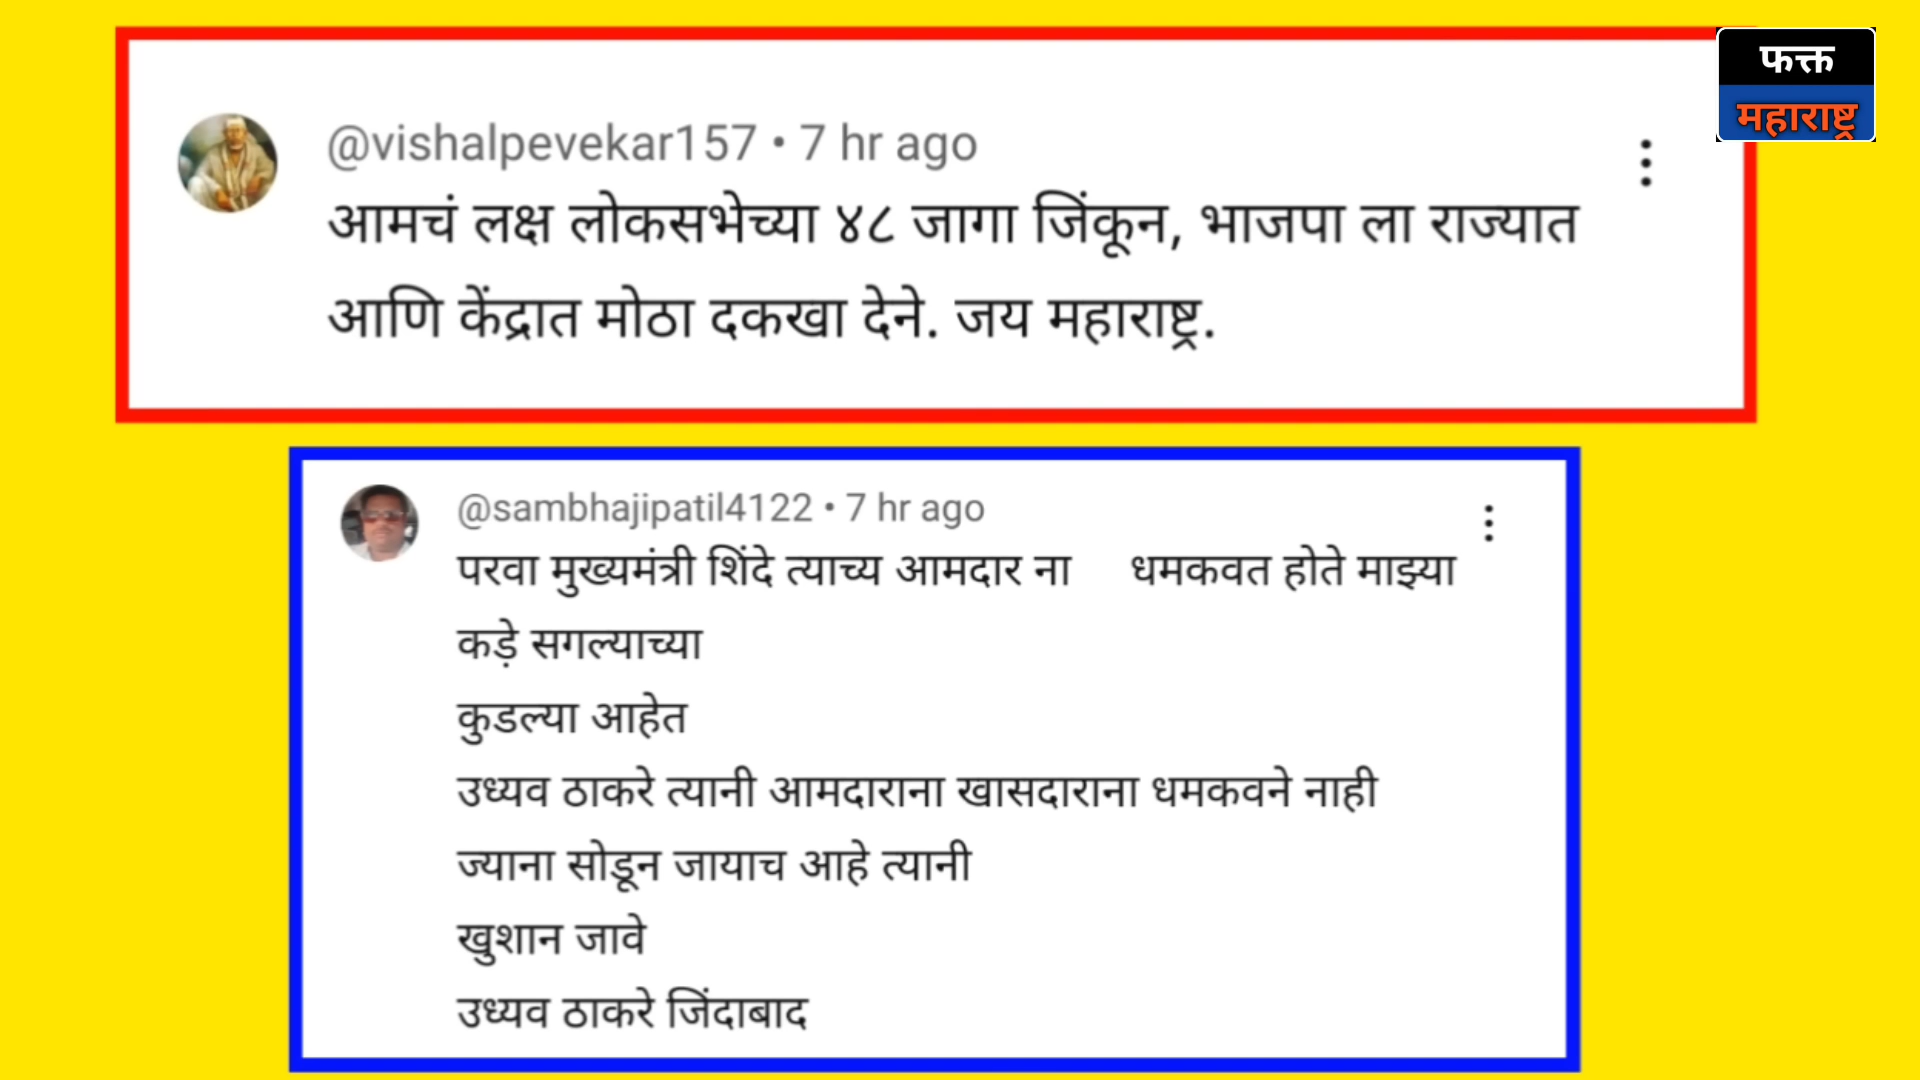 फक्त
महाराष्ट्र
@vishalpevekar157 • 7 hr ago
आमचं लक्ष लोकसभेच्या ४८ जागा जिंकून, भाजपा ला राज्यात
आणि केंद्रात मोठा दकखा देने. जय महाराष्ट्र.
@sambhajipatil4122 • 7 hr ago
परवा मुख्यमंत्री शिंदे त्याच्य आमदार ना धमकवत होते माझ्या
कड़े सगल्याच्या
कुडल्या आहेत
उध्यव ठाकरे त्यानी आमदाराना खासदाराना धमकवने नाही
ज्याना सोडून जायाच आहे त्यानी
खुशान जावे
उध्यव ठाकरे जिंदाबाद